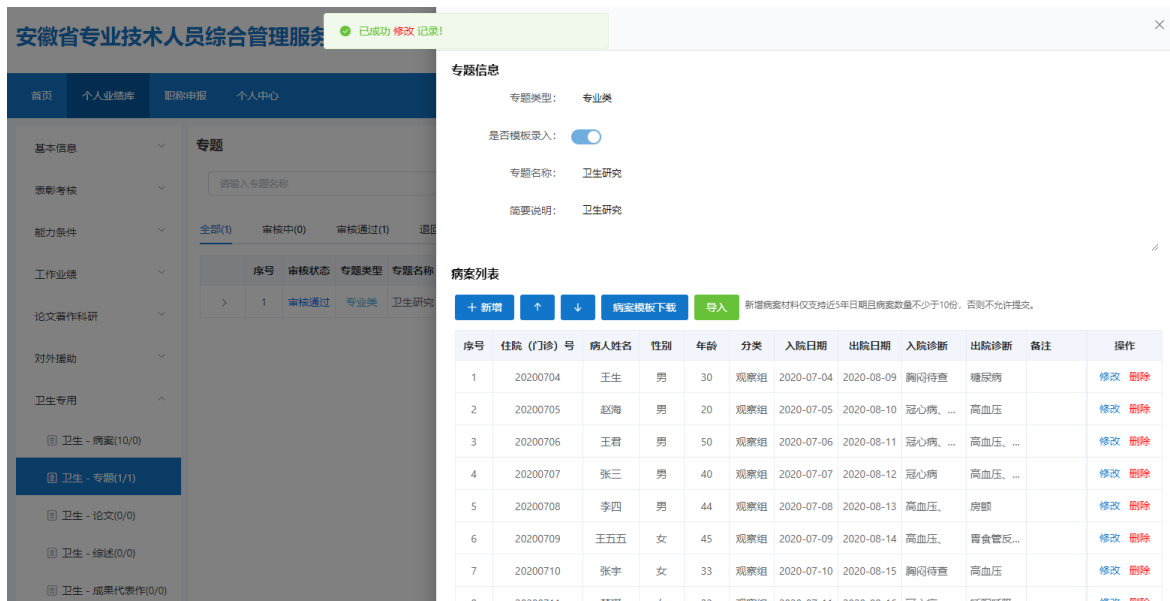 安徽省专业技术人员综合管理服务
已成功 修改 记录!
首页 个人业绩库 职称申报 个人中心
基本信息
表彰考核
能力条件
工作业绩
论文著作科研
对外援助
卫生专用
卫生 - 病案(10/0)
卫生 - 专题(1/1)
卫生 - 论文(0/0)
卫生 - 综述(0/0)
卫生 - 成果代表作(0/0)
专题
请输入专题名称
全部(1) 审核中(0) 审核通过(1) 退回
序号 审核状态 专题类型 专题名称
1 审核通过 专业类 卫生研究
专题信息
专题类型: 专业类
是否模板录入:
专题名称: 卫生研究
简要说明: 卫生研究
病案列表
+ 新增 ↑ ↓ 病案模板下载 导入 新增病案材料仅支持近5年日期且病案数量不少于10份，否则不允许提交。
序号 住院（门诊）号 病人姓名 性别 年龄 分类 入院日期 出院日期 入院诊断 出院诊断 备注 操作
1 20200704 王生 男 30 观察组 2020-07-04 2020-08-09 胸闷待查 糖尿病 修改 删除
2 20200705 赵海 男 20 观察组 2020-07-05 2020-08-10 冠心病、... 高血压 修改 删除
3 20200706 王君 男 50 观察组 2020-07-06 2020-08-11 冠心病、... 高血压、... 修改 删除
4 20200707 张三 男 40 观察组 2020-07-07 2020-08-12 冠心病 高血压、... 修改 删除
5 20200708 李四 男 44 观察组 2020-07-08 2020-08-13 高血压、 房颤 修改 删除
6 20200709 王五五 女 45 观察组 2020-07-09 2020-08-14 高血压、 胃食管反... 修改 删除
7 20200710 张宇 女 33 观察组 2020-07-10 2020-08-15 胸闷待查 高血压 修改 删除